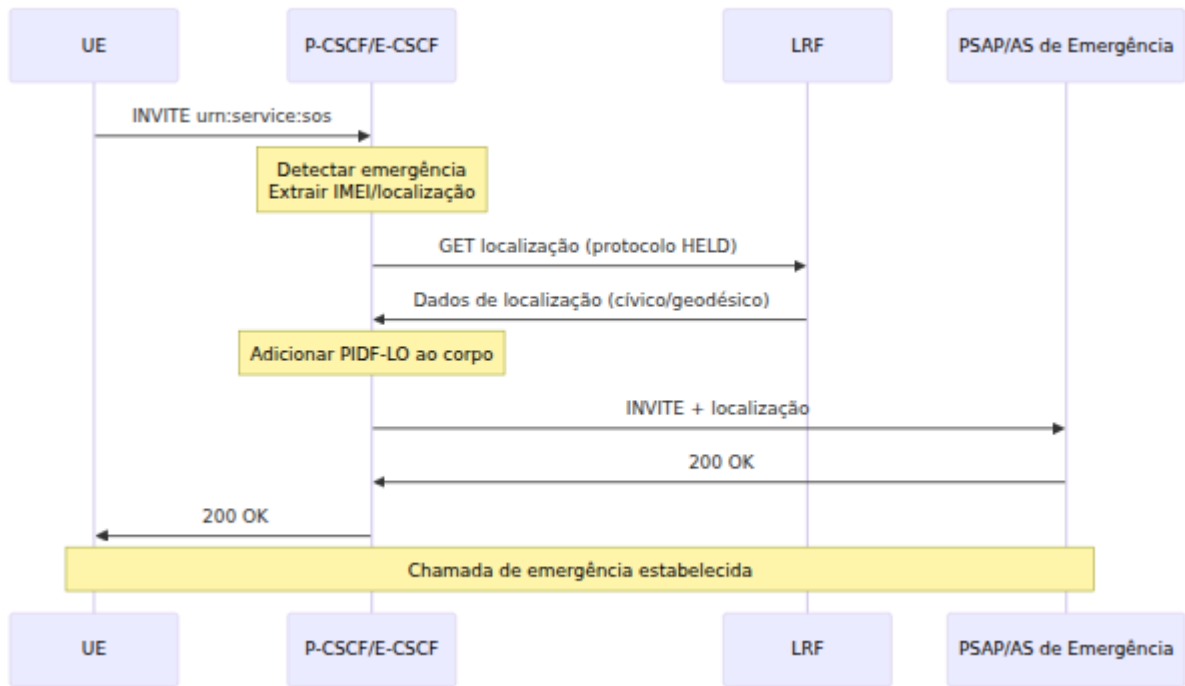 UE
P-CSCF/E-CSCF
LRF
PSAP/AS de Emergência
INVITE urn:service:sos
Detectar emergência
Extrair IMEI/localização
GET localização (protocolo HELD)
Dados de localização (cívico/geodésico)
Adicionar PIDF-LO ao corpo
INVITE + localização
200 OK
200 OK
Chamada de emergência estabelecida
UE
P-CSCF/E-CSCF
LRF
PSAP/AS de Emergência